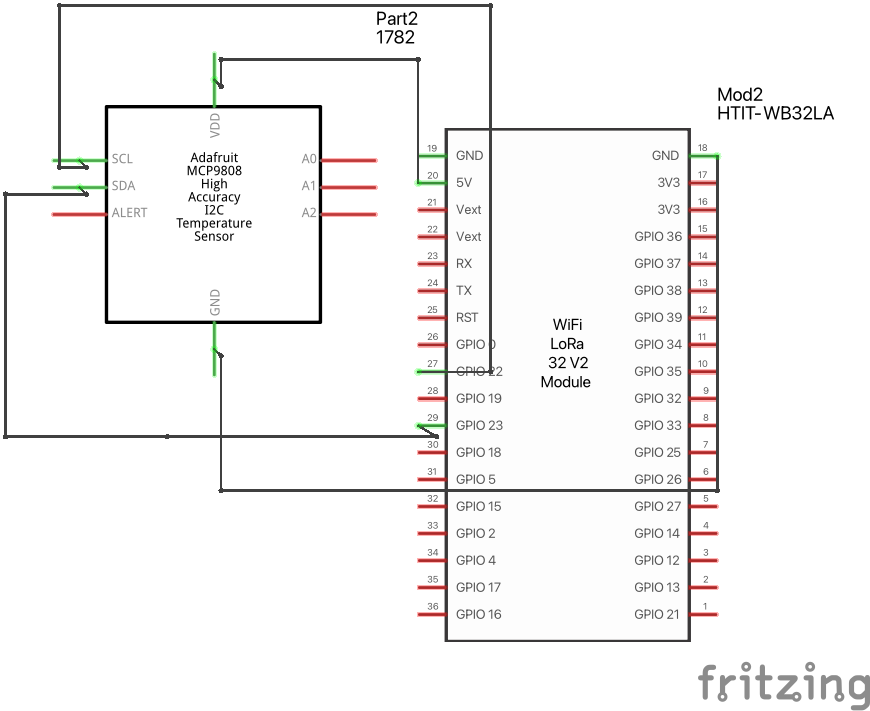 Part2
1782
Mod2
HTIT-WB32LA
VDD
SCL
SDA
ALERT
Adafruit
MCP9808
High
Accuracy
I2C
Temperature
Sensor
A0
A1
A2
GND
19 GND
20 5V
21 Vext
22 Vext
23 RX
24 TX
25 RST
26 GPIO 0
27 GPIO 22
28 GPIO 19
29 GPIO 23
30 GPIO 18
31 GPIO 5
32 GPIO 15
33 GPIO 2
34 GPIO 4
35 GPIO 17
36 GPIO 16
WiFi
LoRa
32 V2
Module
GND 18
3V3 17
3V3 16
GPIO 36 15
GPIO 37 14
GPIO 38 13
GPIO 39 12
GPIO 34 11
GPIO 35 10
GPIO 32 9
GPIO 33 8
GPIO 25 7
GPIO 26 6
GPIO 27 5
GPIO 14 4
GPIO 12 3
GPIO 13 2
GPIO 21 1
fritzing